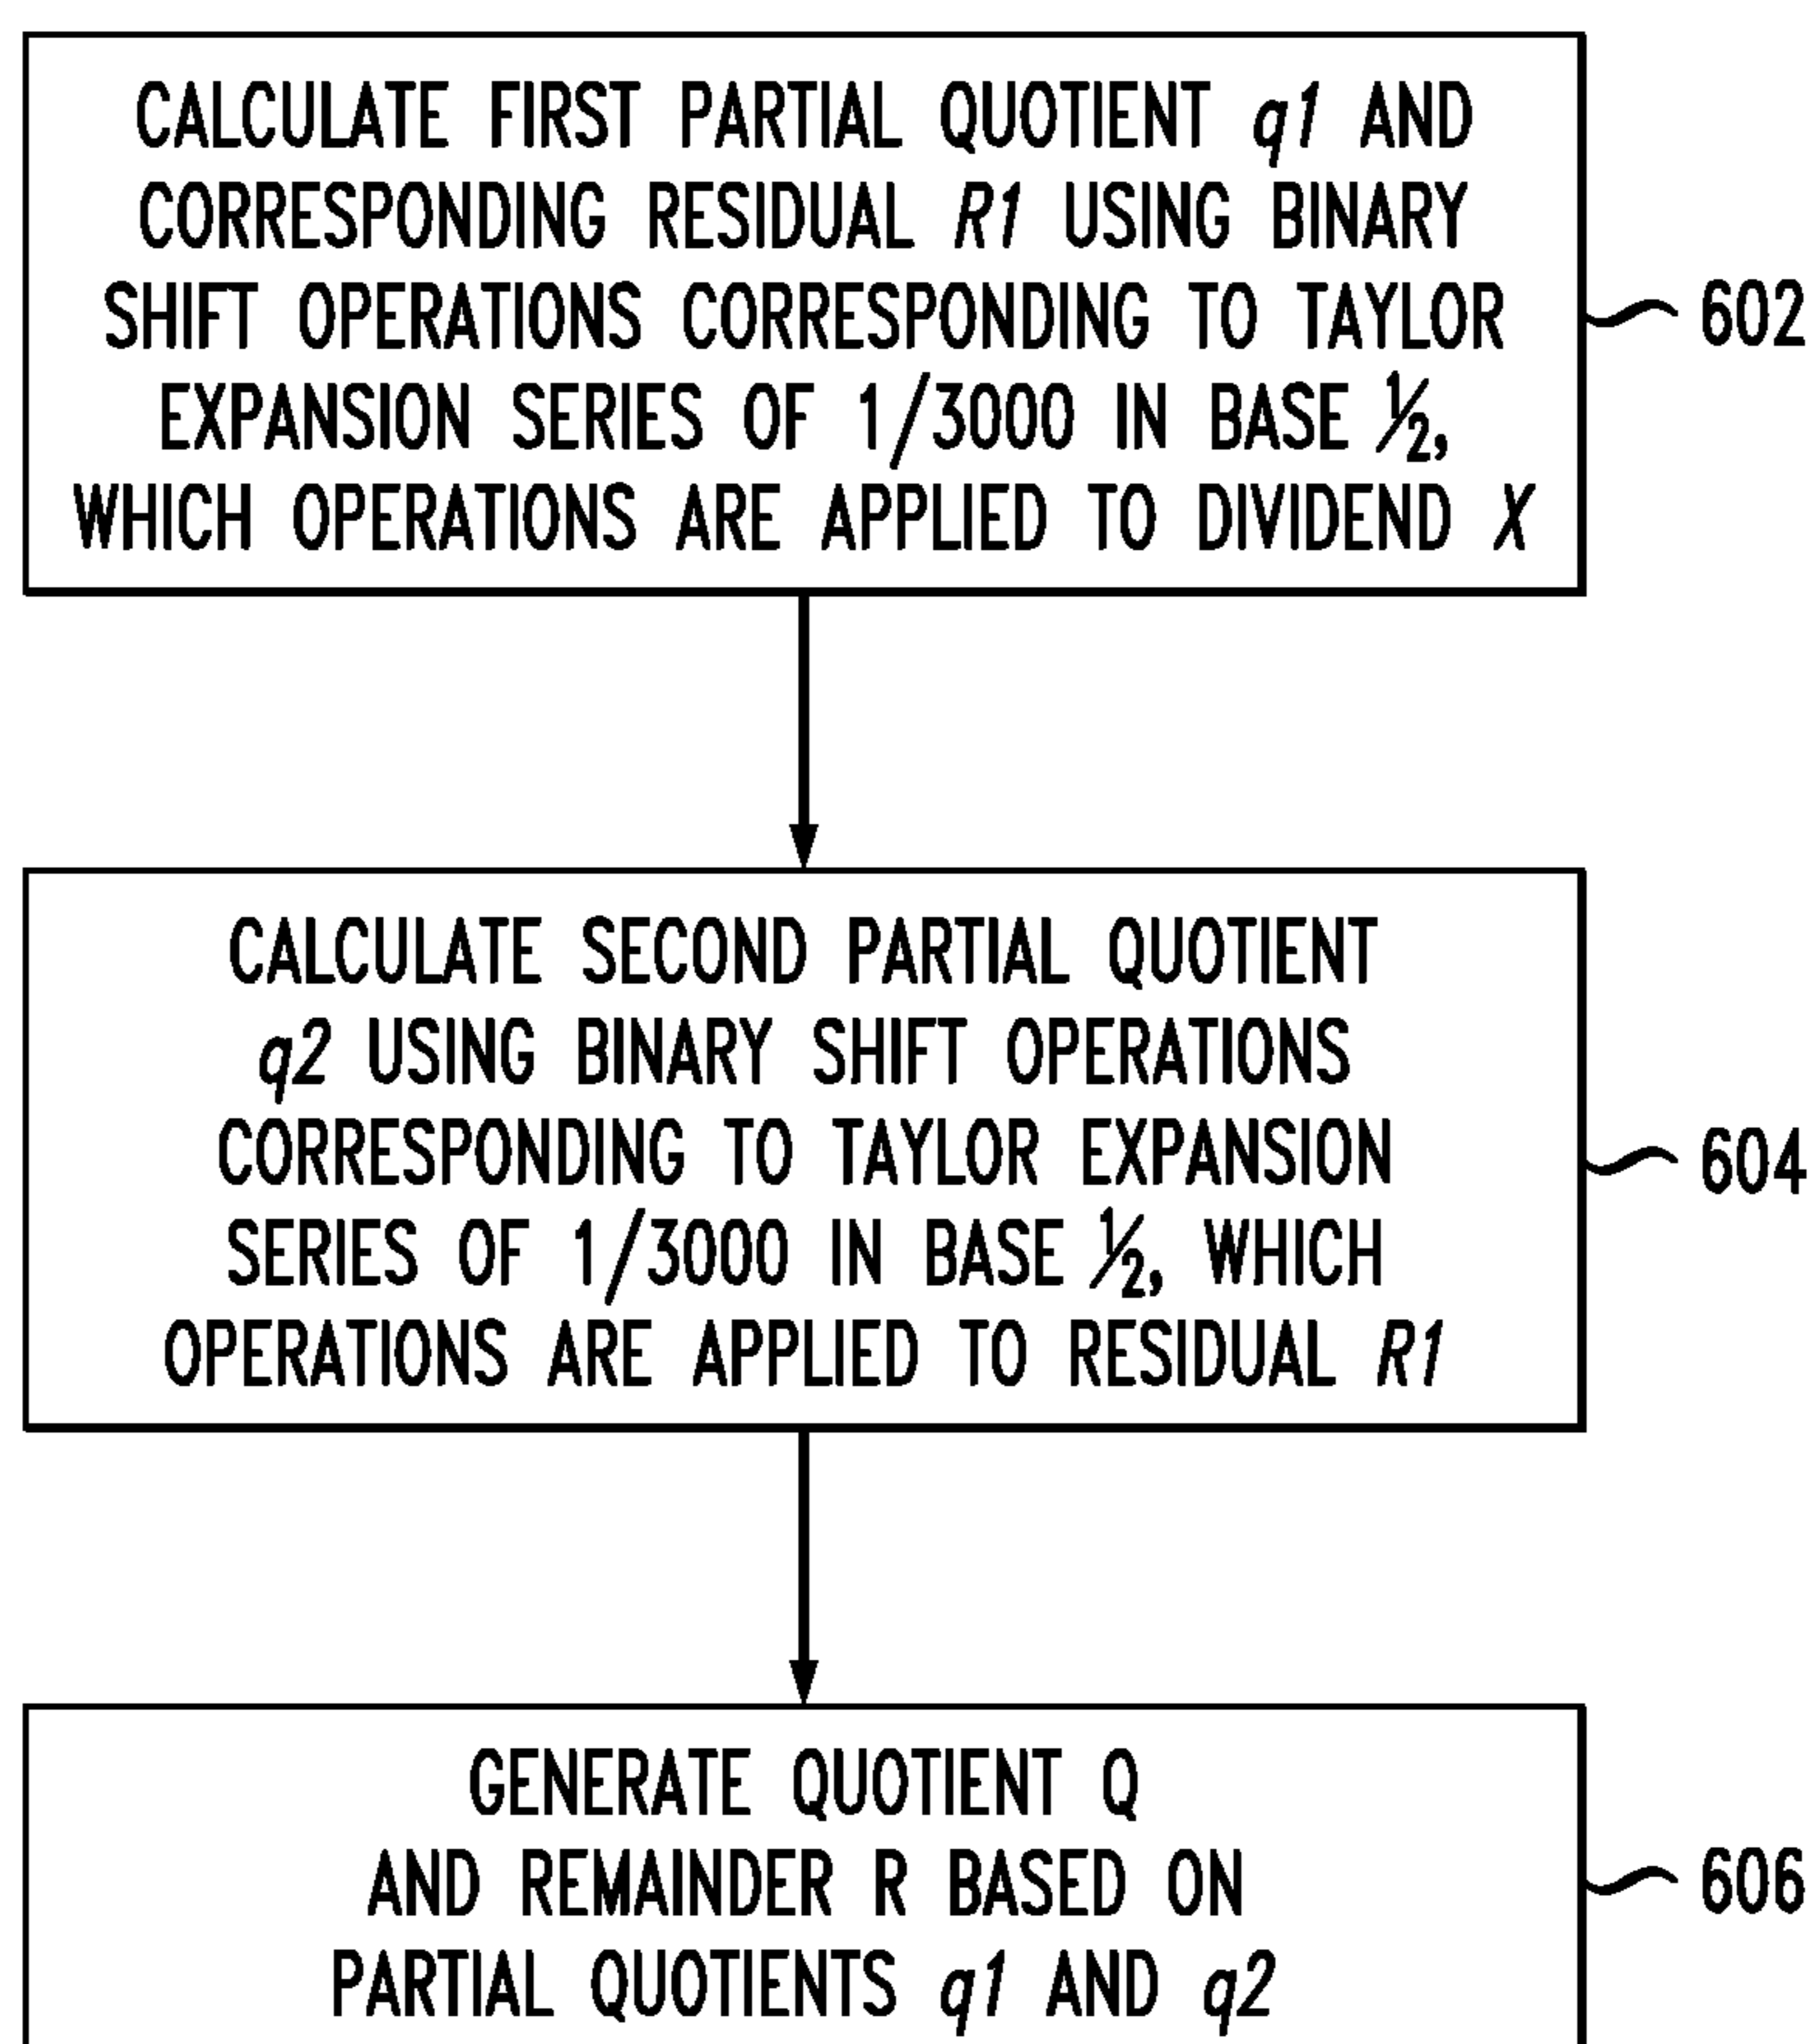 CALCULATE FIRST PARTIAL QUOTIENT q1 AND
CORRESPONDING RESIDUAL R1 USING BINARY
SHIFT OPERATIONS CORRESPONDING TO TAYLOR
EXPANSION SERIES OF 1/3000 IN BASE ½,
WHICH OPERATIONS ARE APPLIED TO DIVIDEND X
602
CALCULATE SECOND PARTIAL QUOTIENT
q2 USING BINARY SHIFT OPERATIONS
CORRESPONDING TO TAYLOR EXPANSION
SERIES OF 1/3000 IN BASE ½, WHICH
OPERATIONS ARE APPLIED TO RESIDUAL R1
604
GENERATE QUOTIENT Q
AND REMAINDER R BASED ON
PARTIAL QUOTIENTS q1 AND q2
606